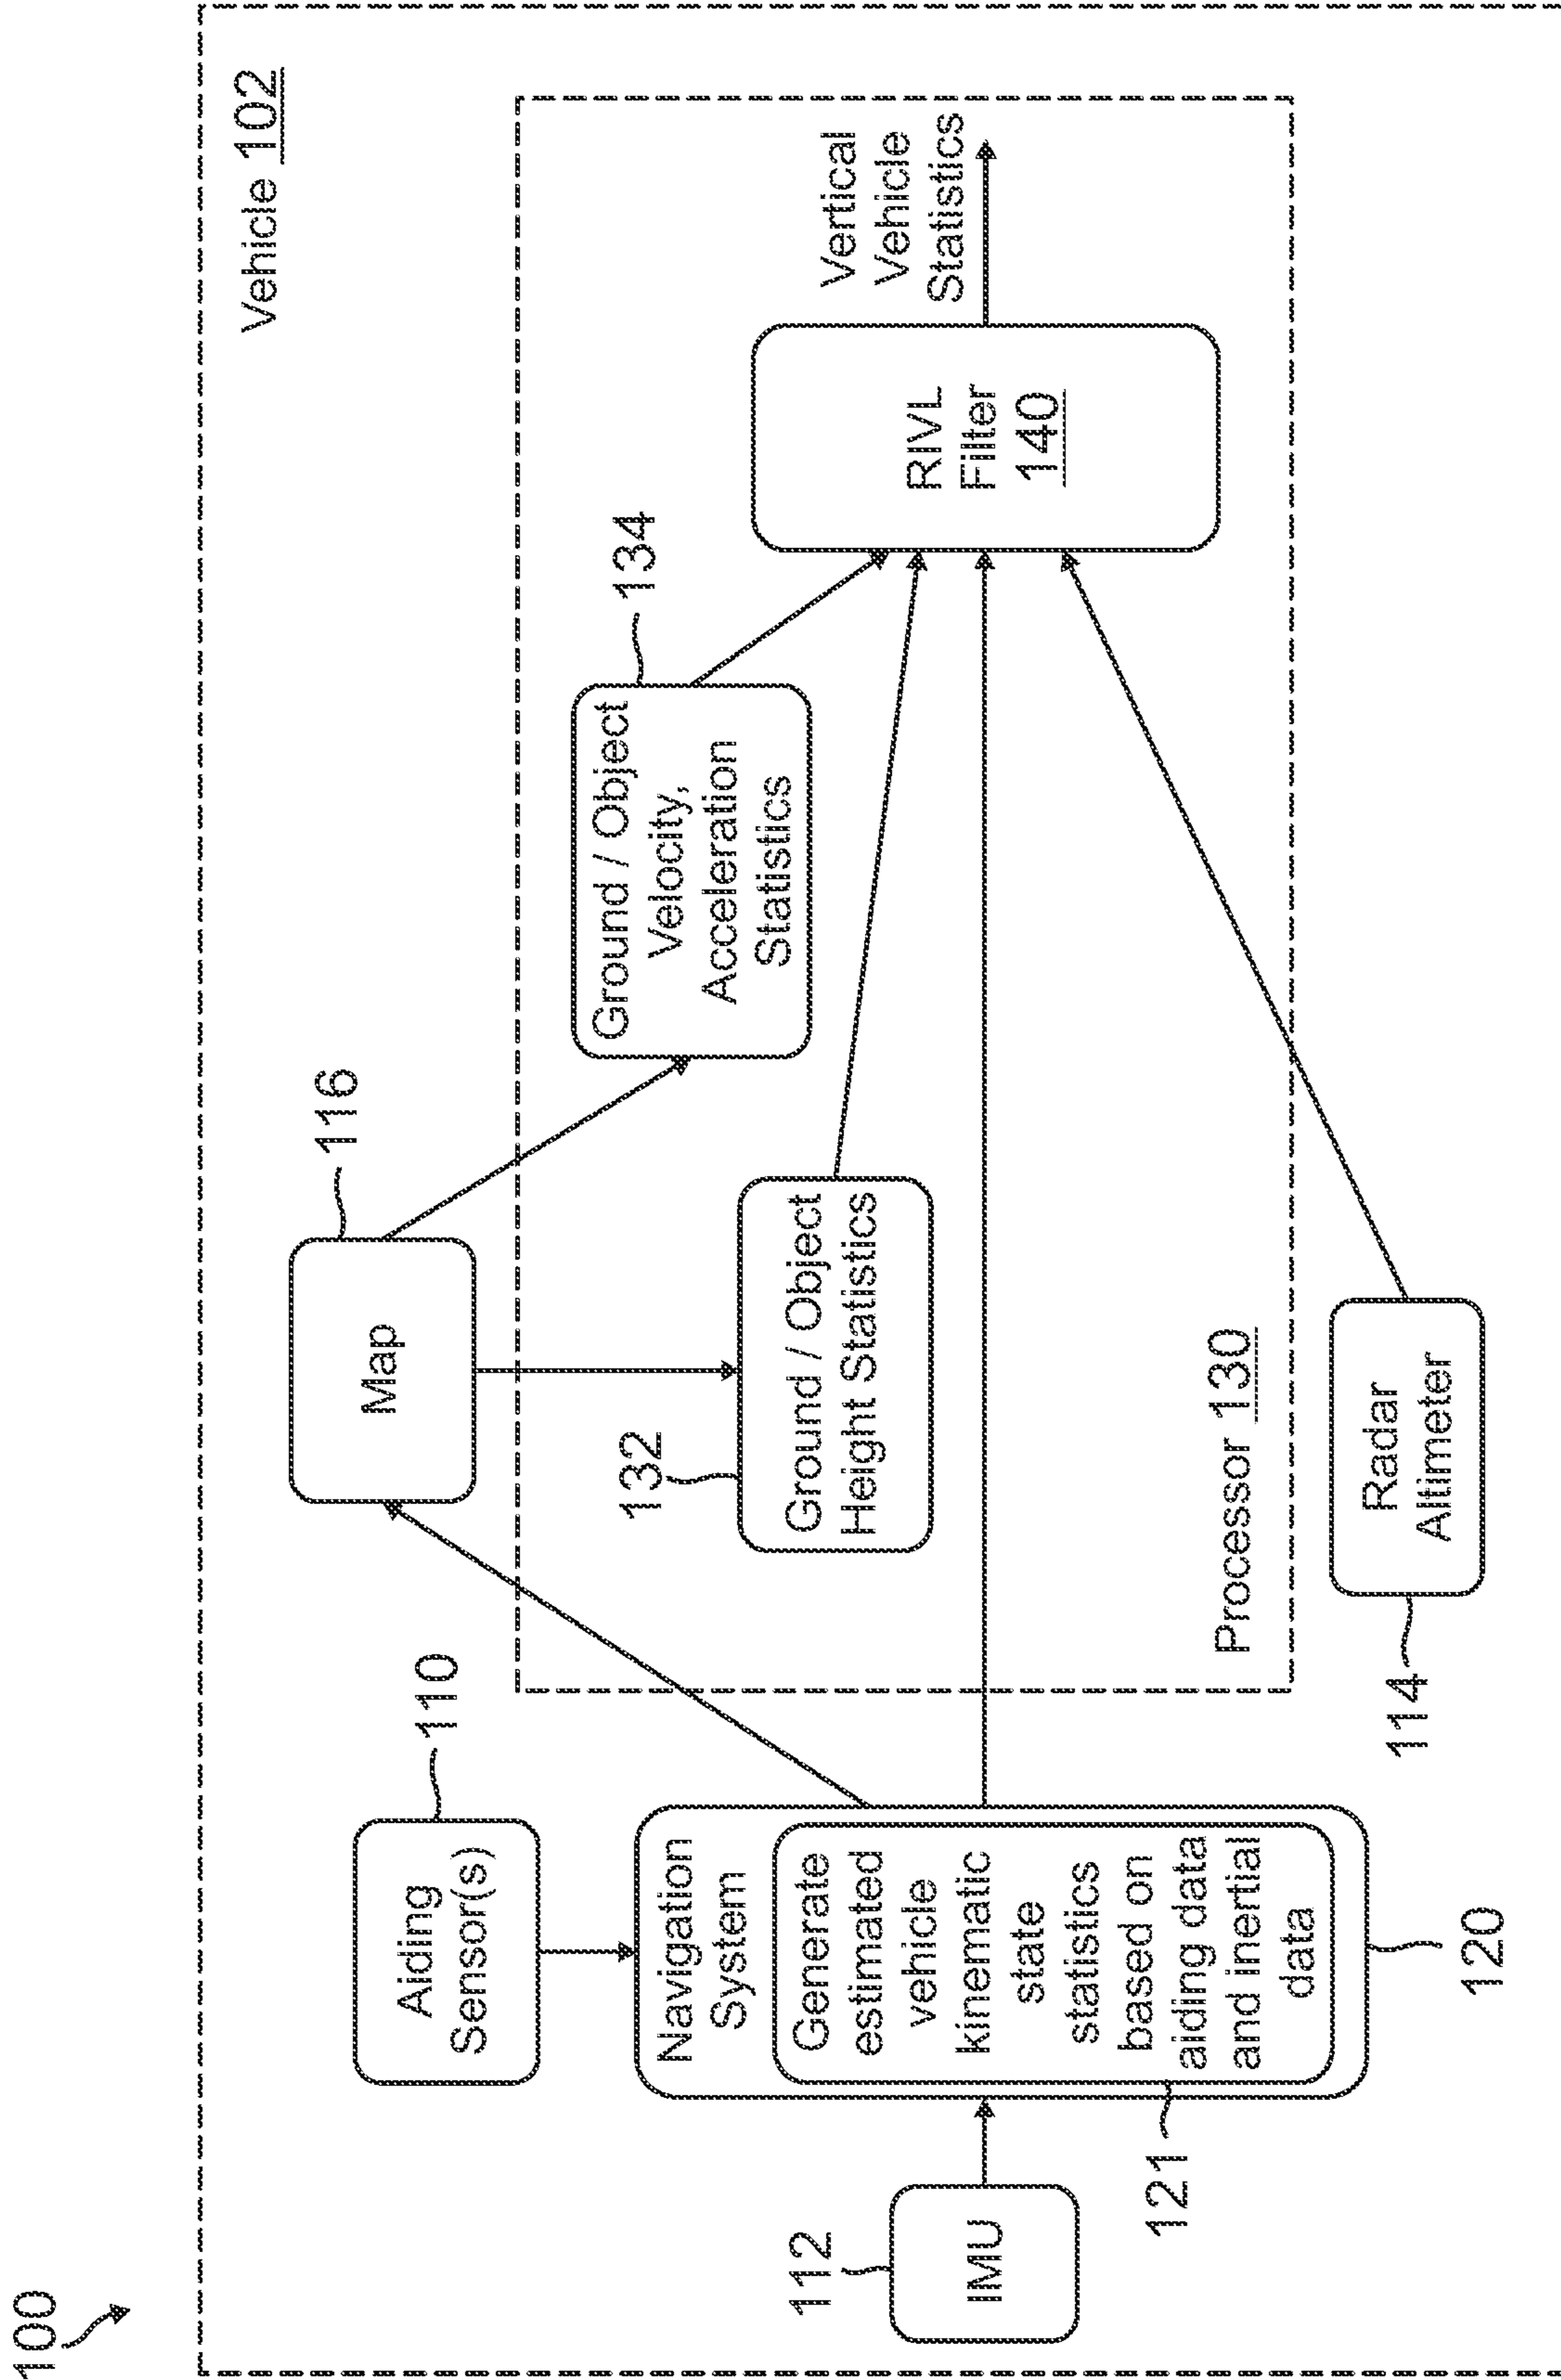 100
Vehicle 102
116
Map
110
Aiding
Sensor(s)
134
Ground / Object
Velocity,
Acceleration
Statistics
132
Ground / Object
Height Statistics
Vertical
Vehicle
Statistics
RIVL
Filter
140
Navigation
System
Generate
estimated
vehicle
kinematic
state
statistics
based on
aiding data
and inertial
data
112
IMU
121
120
Processor 130
Radar
Altimeter
114